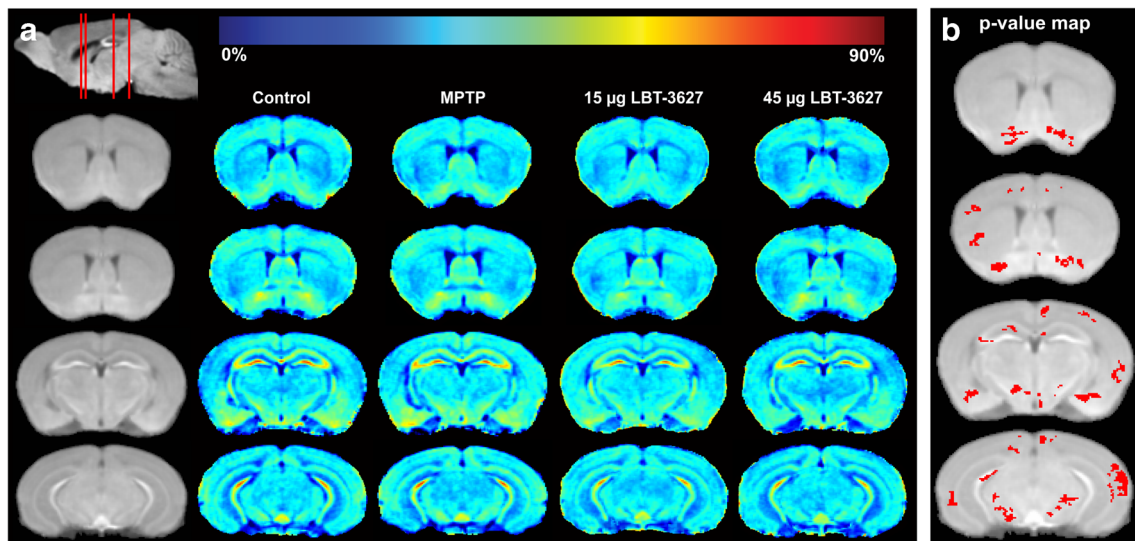 a
0%
90%
Control
MPTP
15 µg LBT-3627
45 µg LBT-3627
b
p-value map